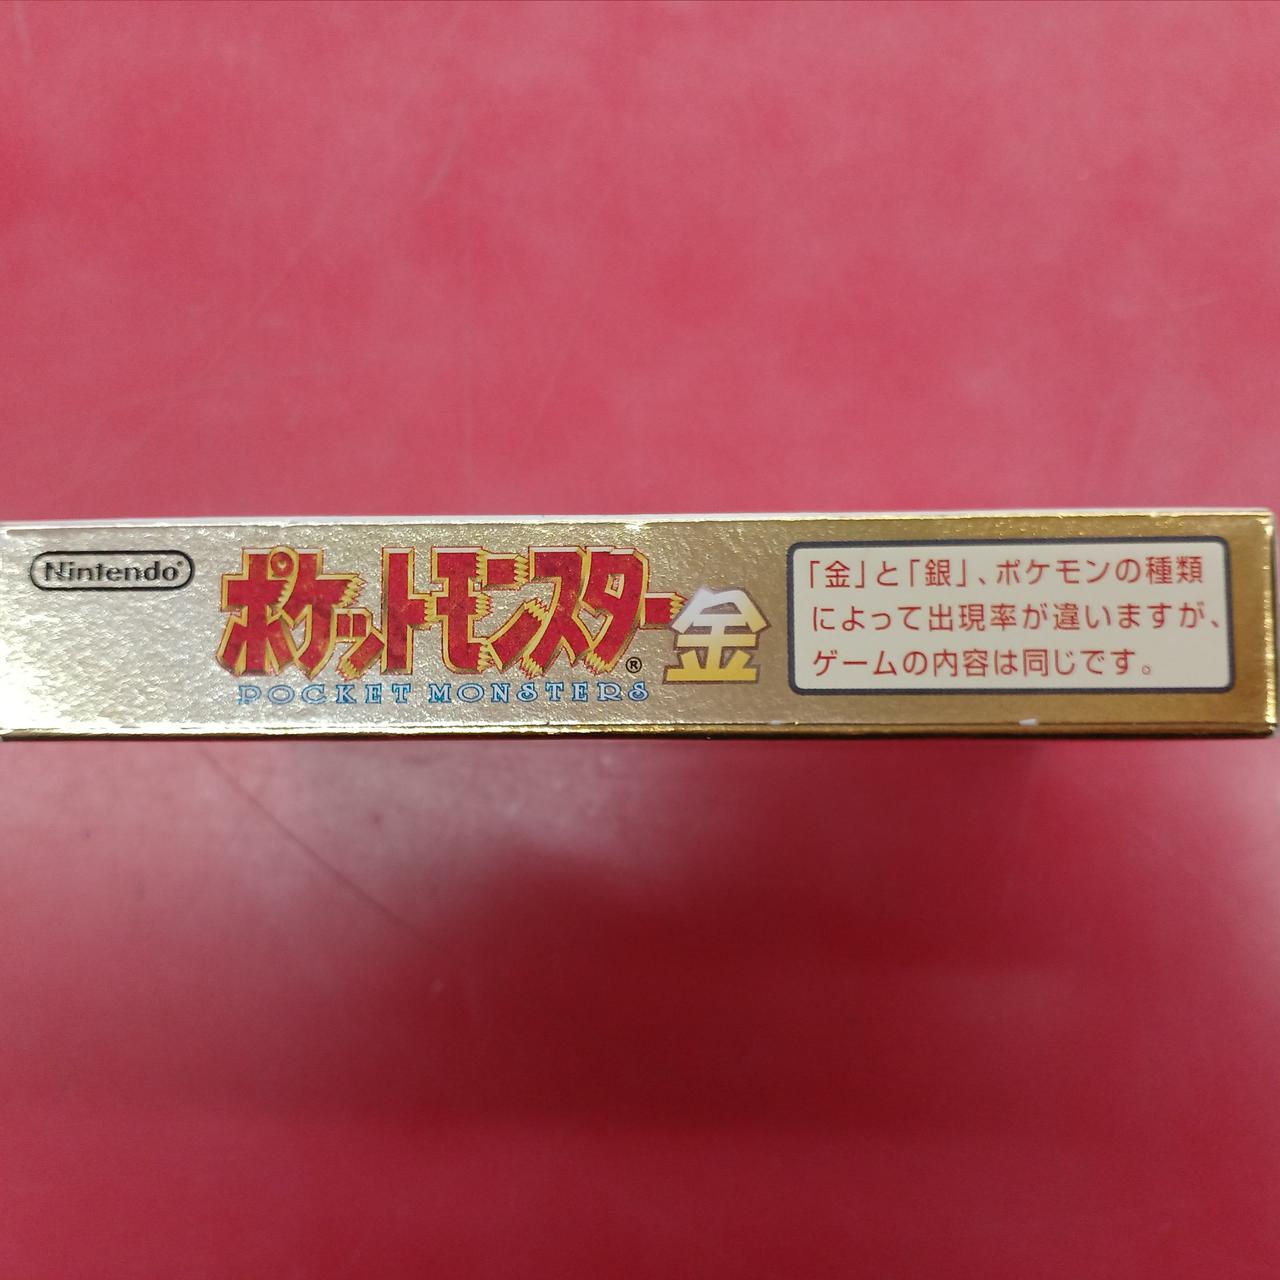 Nintendo®
ポケットモンスター®金
POCKET MONSTERS
「金」と「銀」、ポケモンの種類
によって出現率が違いますが、
ゲームの内容は同じです。